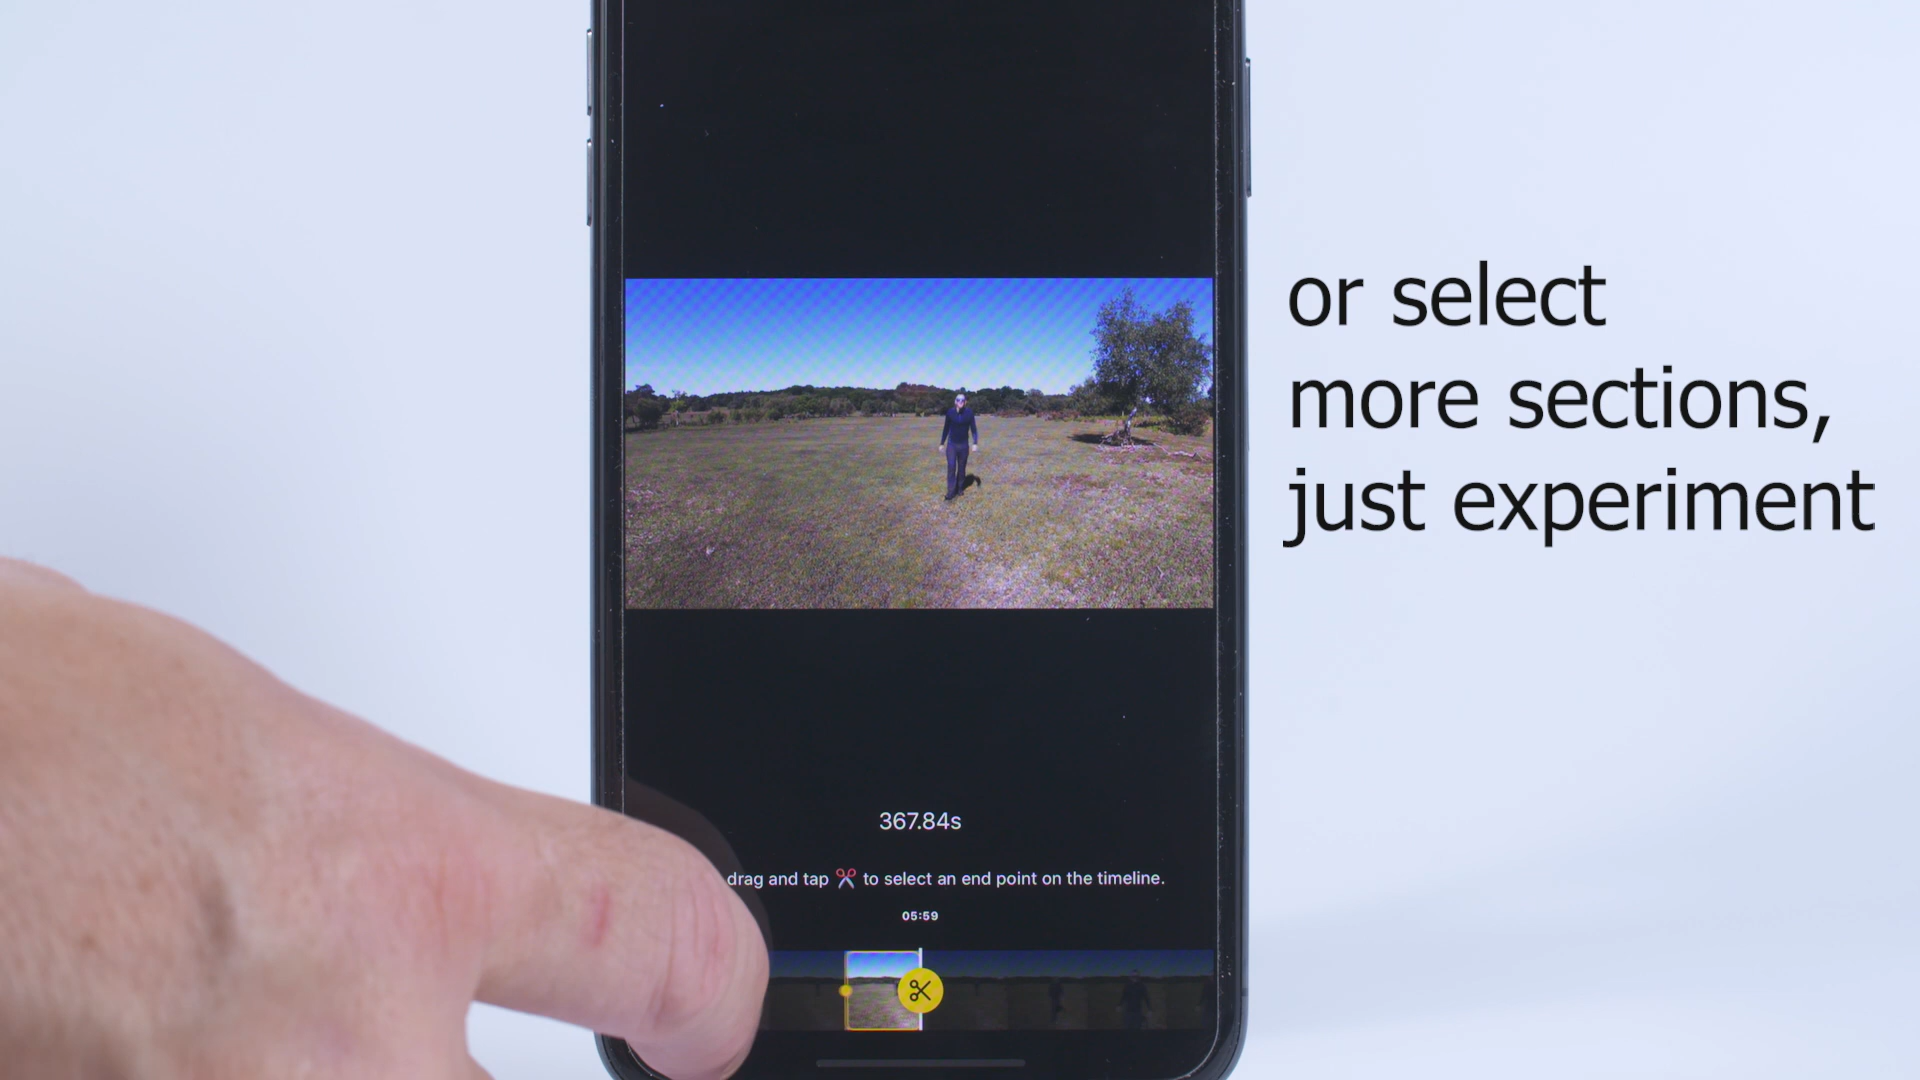 or select
more sections,
just experiment
367.84s
drag and tap to select an end point on the timeline.
05:59